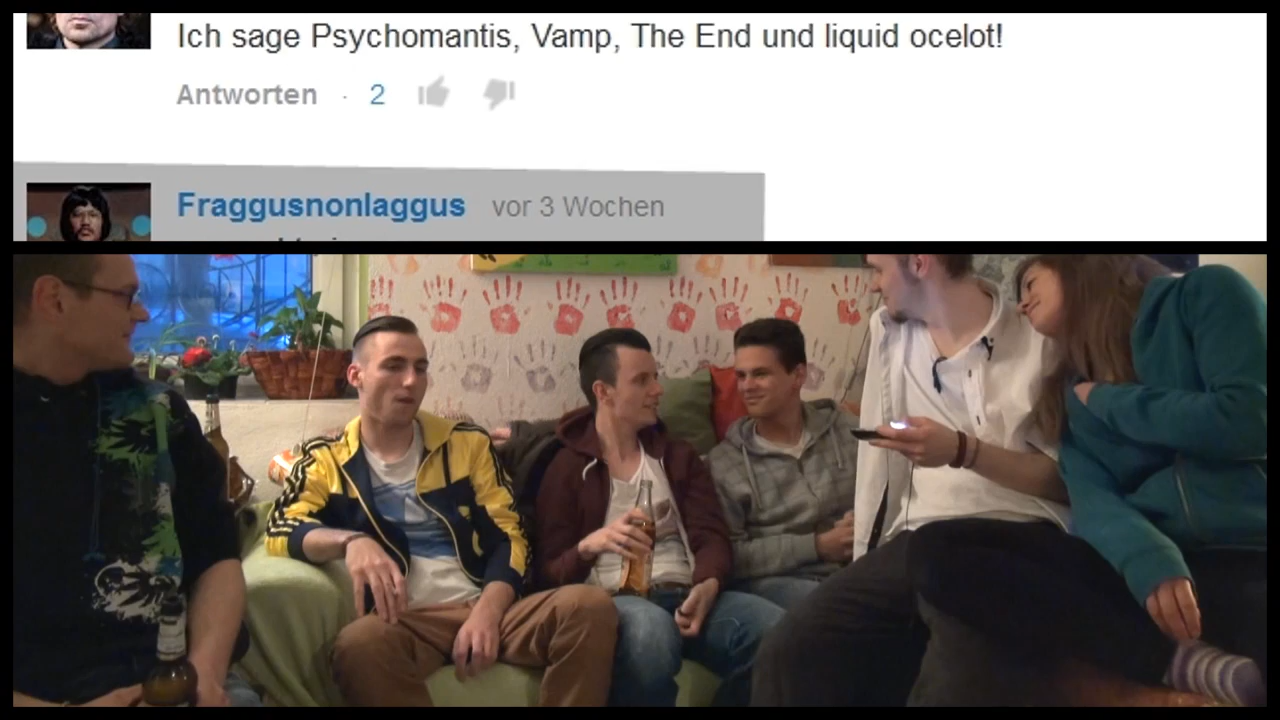 Ich sage Psychomantis, Vamp, The End und liquid ocelot!
Antworten · 2
Fraggusnonlaggus vor 3 Wochen